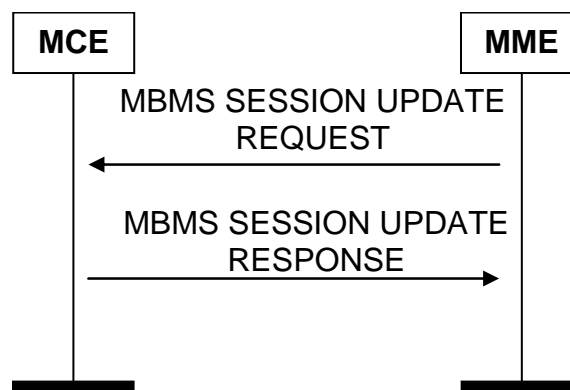 MCE
MME
MBMS SESSION UPDATE
REQUEST
MBMS SESSION UPDATE
RESPONSE